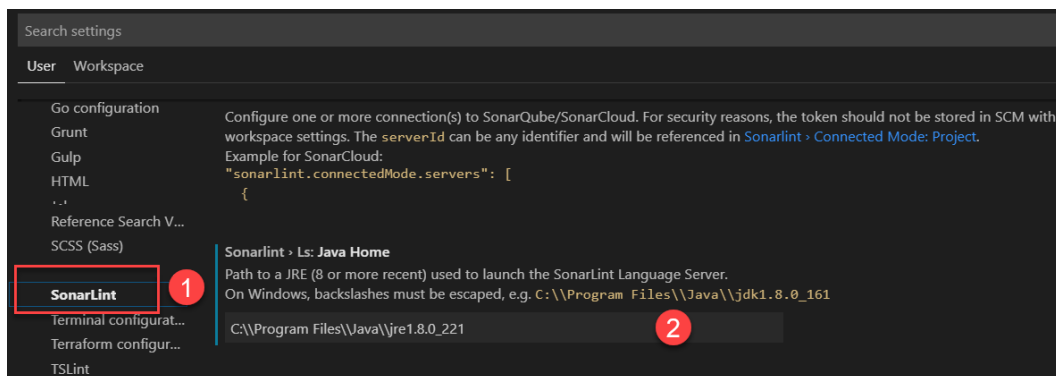 Search settings
User Workspace
Go configuration
Grunt
Gulp
HTML
Reference Search V...
SCSS (Sass)
SonarLint
1
Terminal configurat...
Terraform configur...
TSLint
Configure one or more connection(s) to SonarQube/SonarCloud. For security reasons, the token should not be stored in SCM with
workspace settings. The serverId can be any identifier and will be referenced in Sonarlint › Connected Mode: Project.
Example for SonarCloud:
"sonarlint.connectedMode.servers": [
{
Sonarlint › Ls: Java Home
Path to a JRE (8 or more recent) used to launch the SonarLint Language Server.
On Windows, backslashes must be escaped, e.g. C:\\Program Files\\Java\\jdk1.8.0_161
C:\\Program Files\\Java\\jre1.8.0_221
2